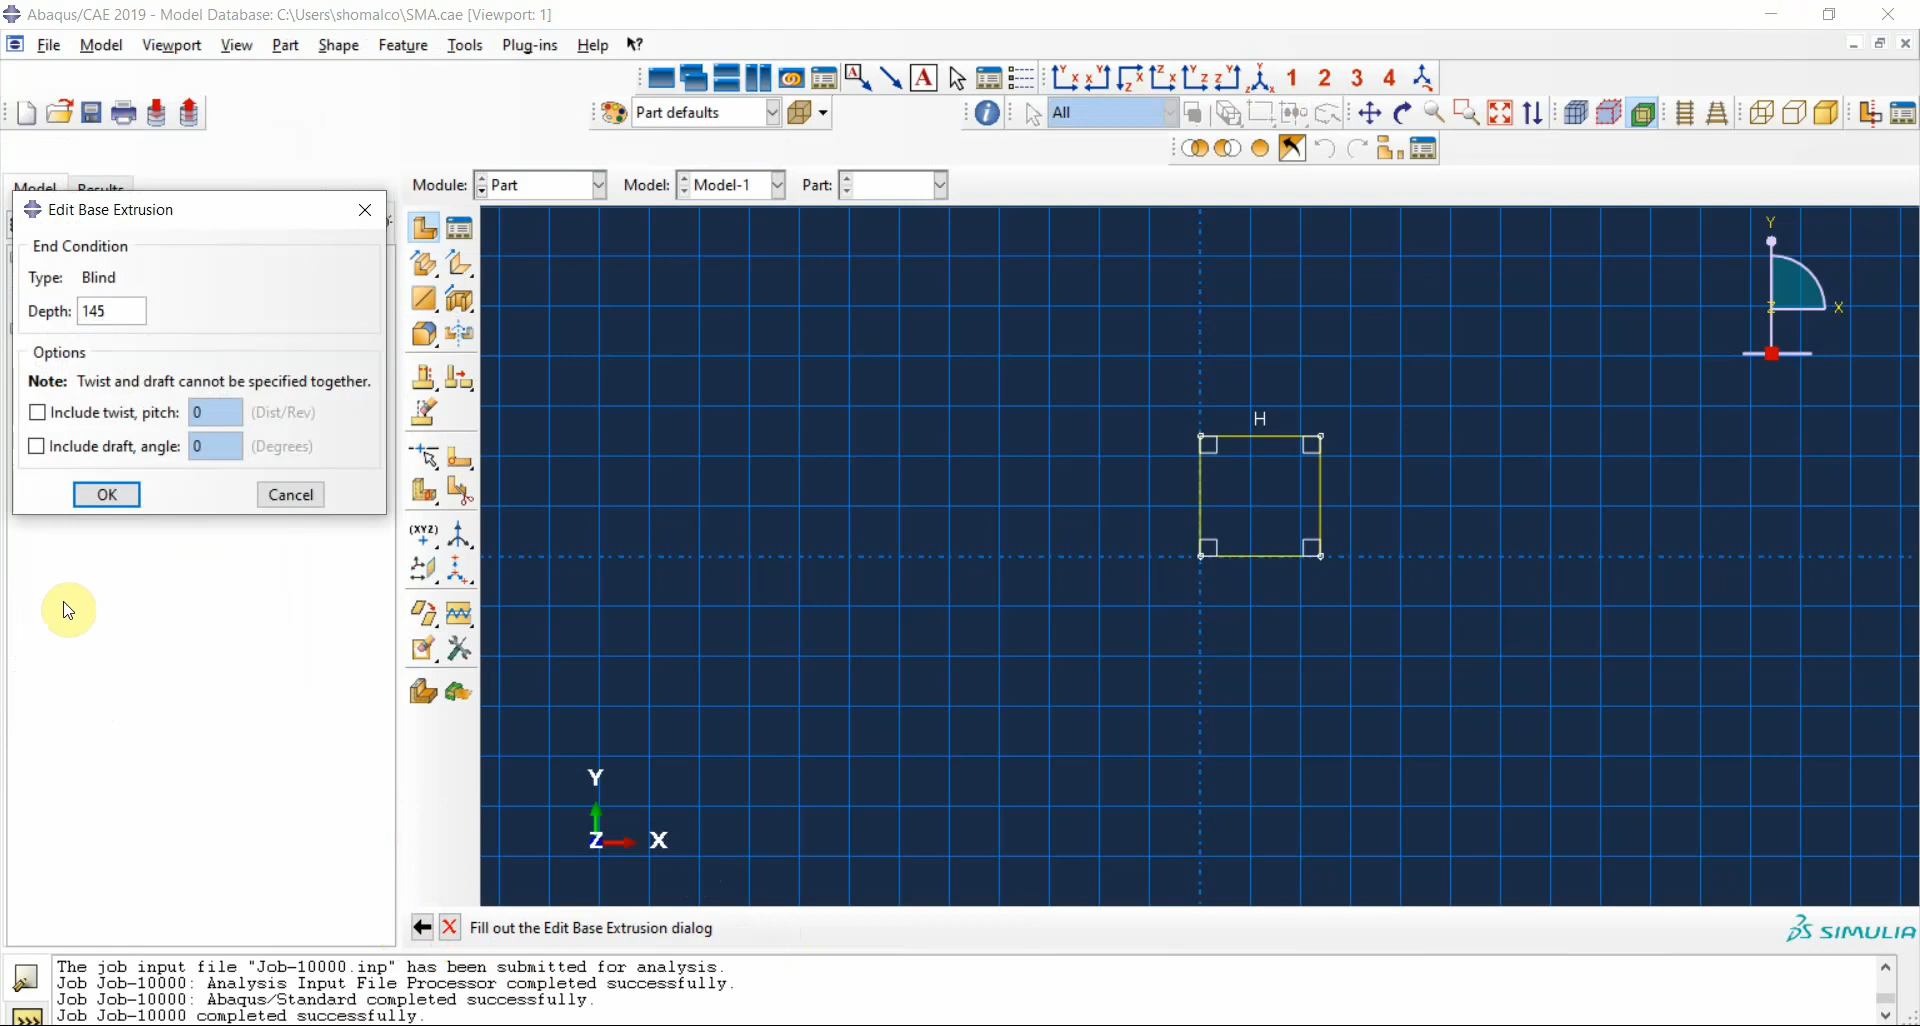 Abaqus/CAE 2019 - Model Database: C:\Users\shomalco\SMA.cae [Viewport: 1]
File Model Viewport View Part Shape Feature Tools Plug-ins Help ?
A A Y X X Y X Z Z X Y Z Z Y Z Y X 1 2 3 4
Part defaults All
Model Results Module: Part Model: Model-1 Part:
Edit Base Extrusion
End Condition
Type: Blind
Depth: 145
Options
Note: Twist and draft cannot be specified together.
Include twist, pitch: 0 (Dist/Rev)
Include draft, angle: 0 (Degrees)
OK Cancel
(XYZ)
Y
Z X
H
Y
Z X
Fill out the Edit Base Extrusion dialog
SIMULIA
The job input file "Job-10000.inp" has been submitted for analysis.
Job Job-10000: Analysis Input File Processor completed successfully.
Job Job-10000: Abaqus/Standard completed successfully.
Job Job-10000 completed successfully.
>>>